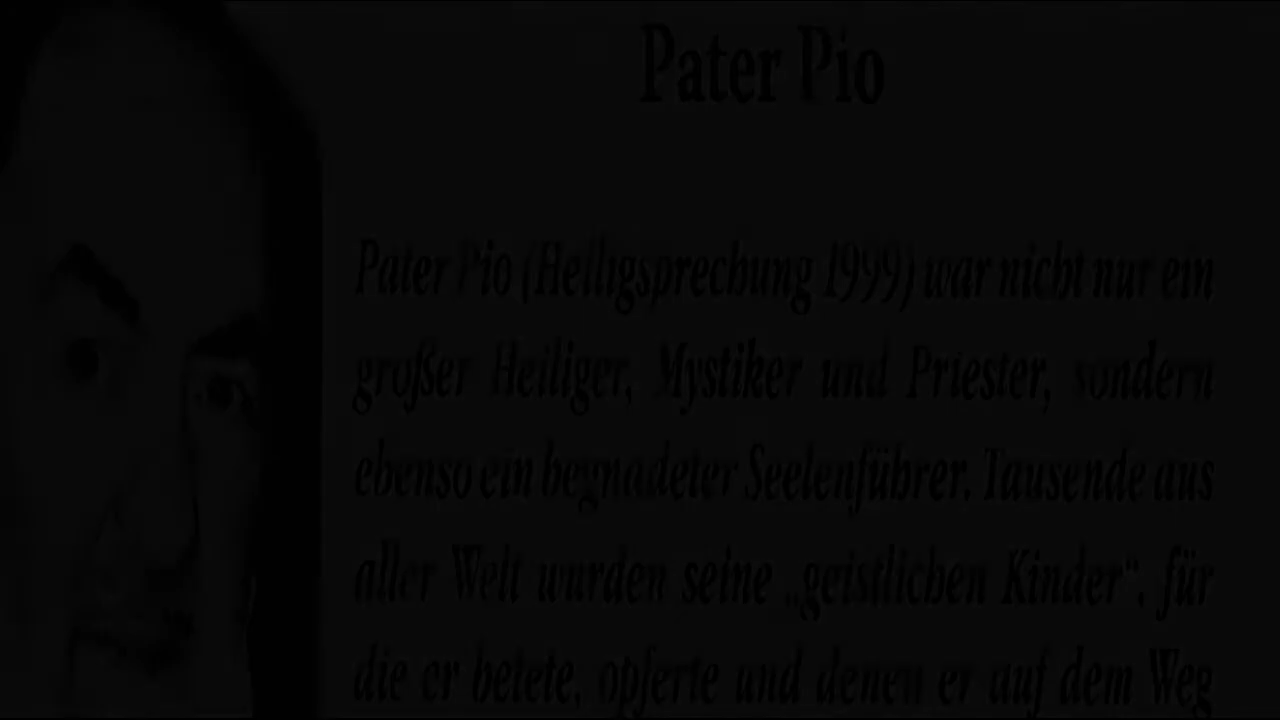 Pater Pio
Pater Pio (Heiligsprechung 1999) war nicht nur ein
großer Heiliger, Mystiker und Priester, sondern
ebenso ein begnadeter Seelenführer. Tausende aus
aller Welt wurden seine „geistlichen Kinder“, für
die er betete, opferte und denen er auf dem Weg